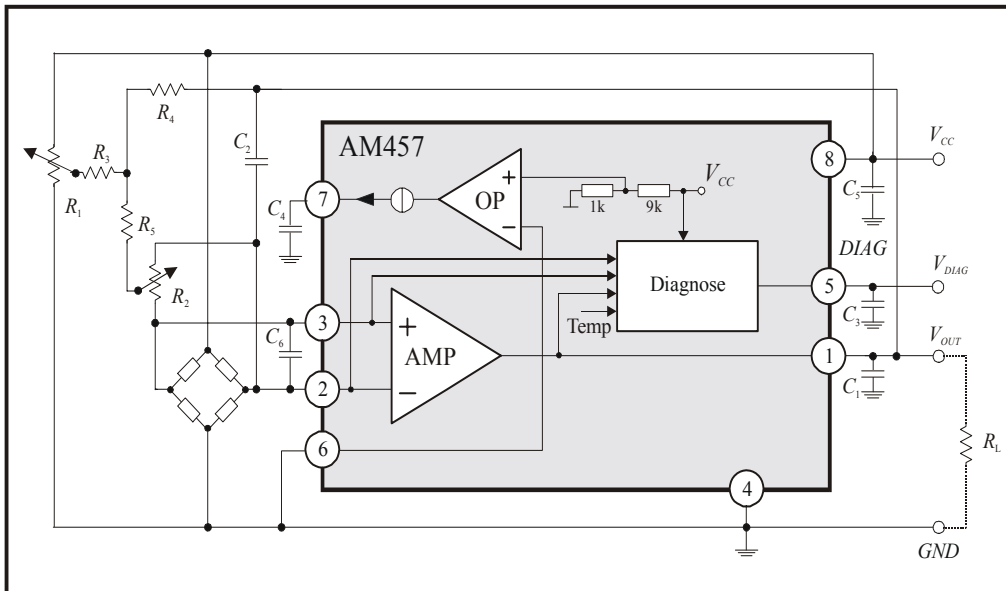 R4
C2
AM457
VCC
8
R3
7
OP
+
−
VCC
C5
C4
1k
9k
R1
R5
DIAG
Diagnose
5
VDIAG
R2
Temp
C3
3
+
VOUT
C6
AMP
1
2
−
C1
6
RL
4
GND